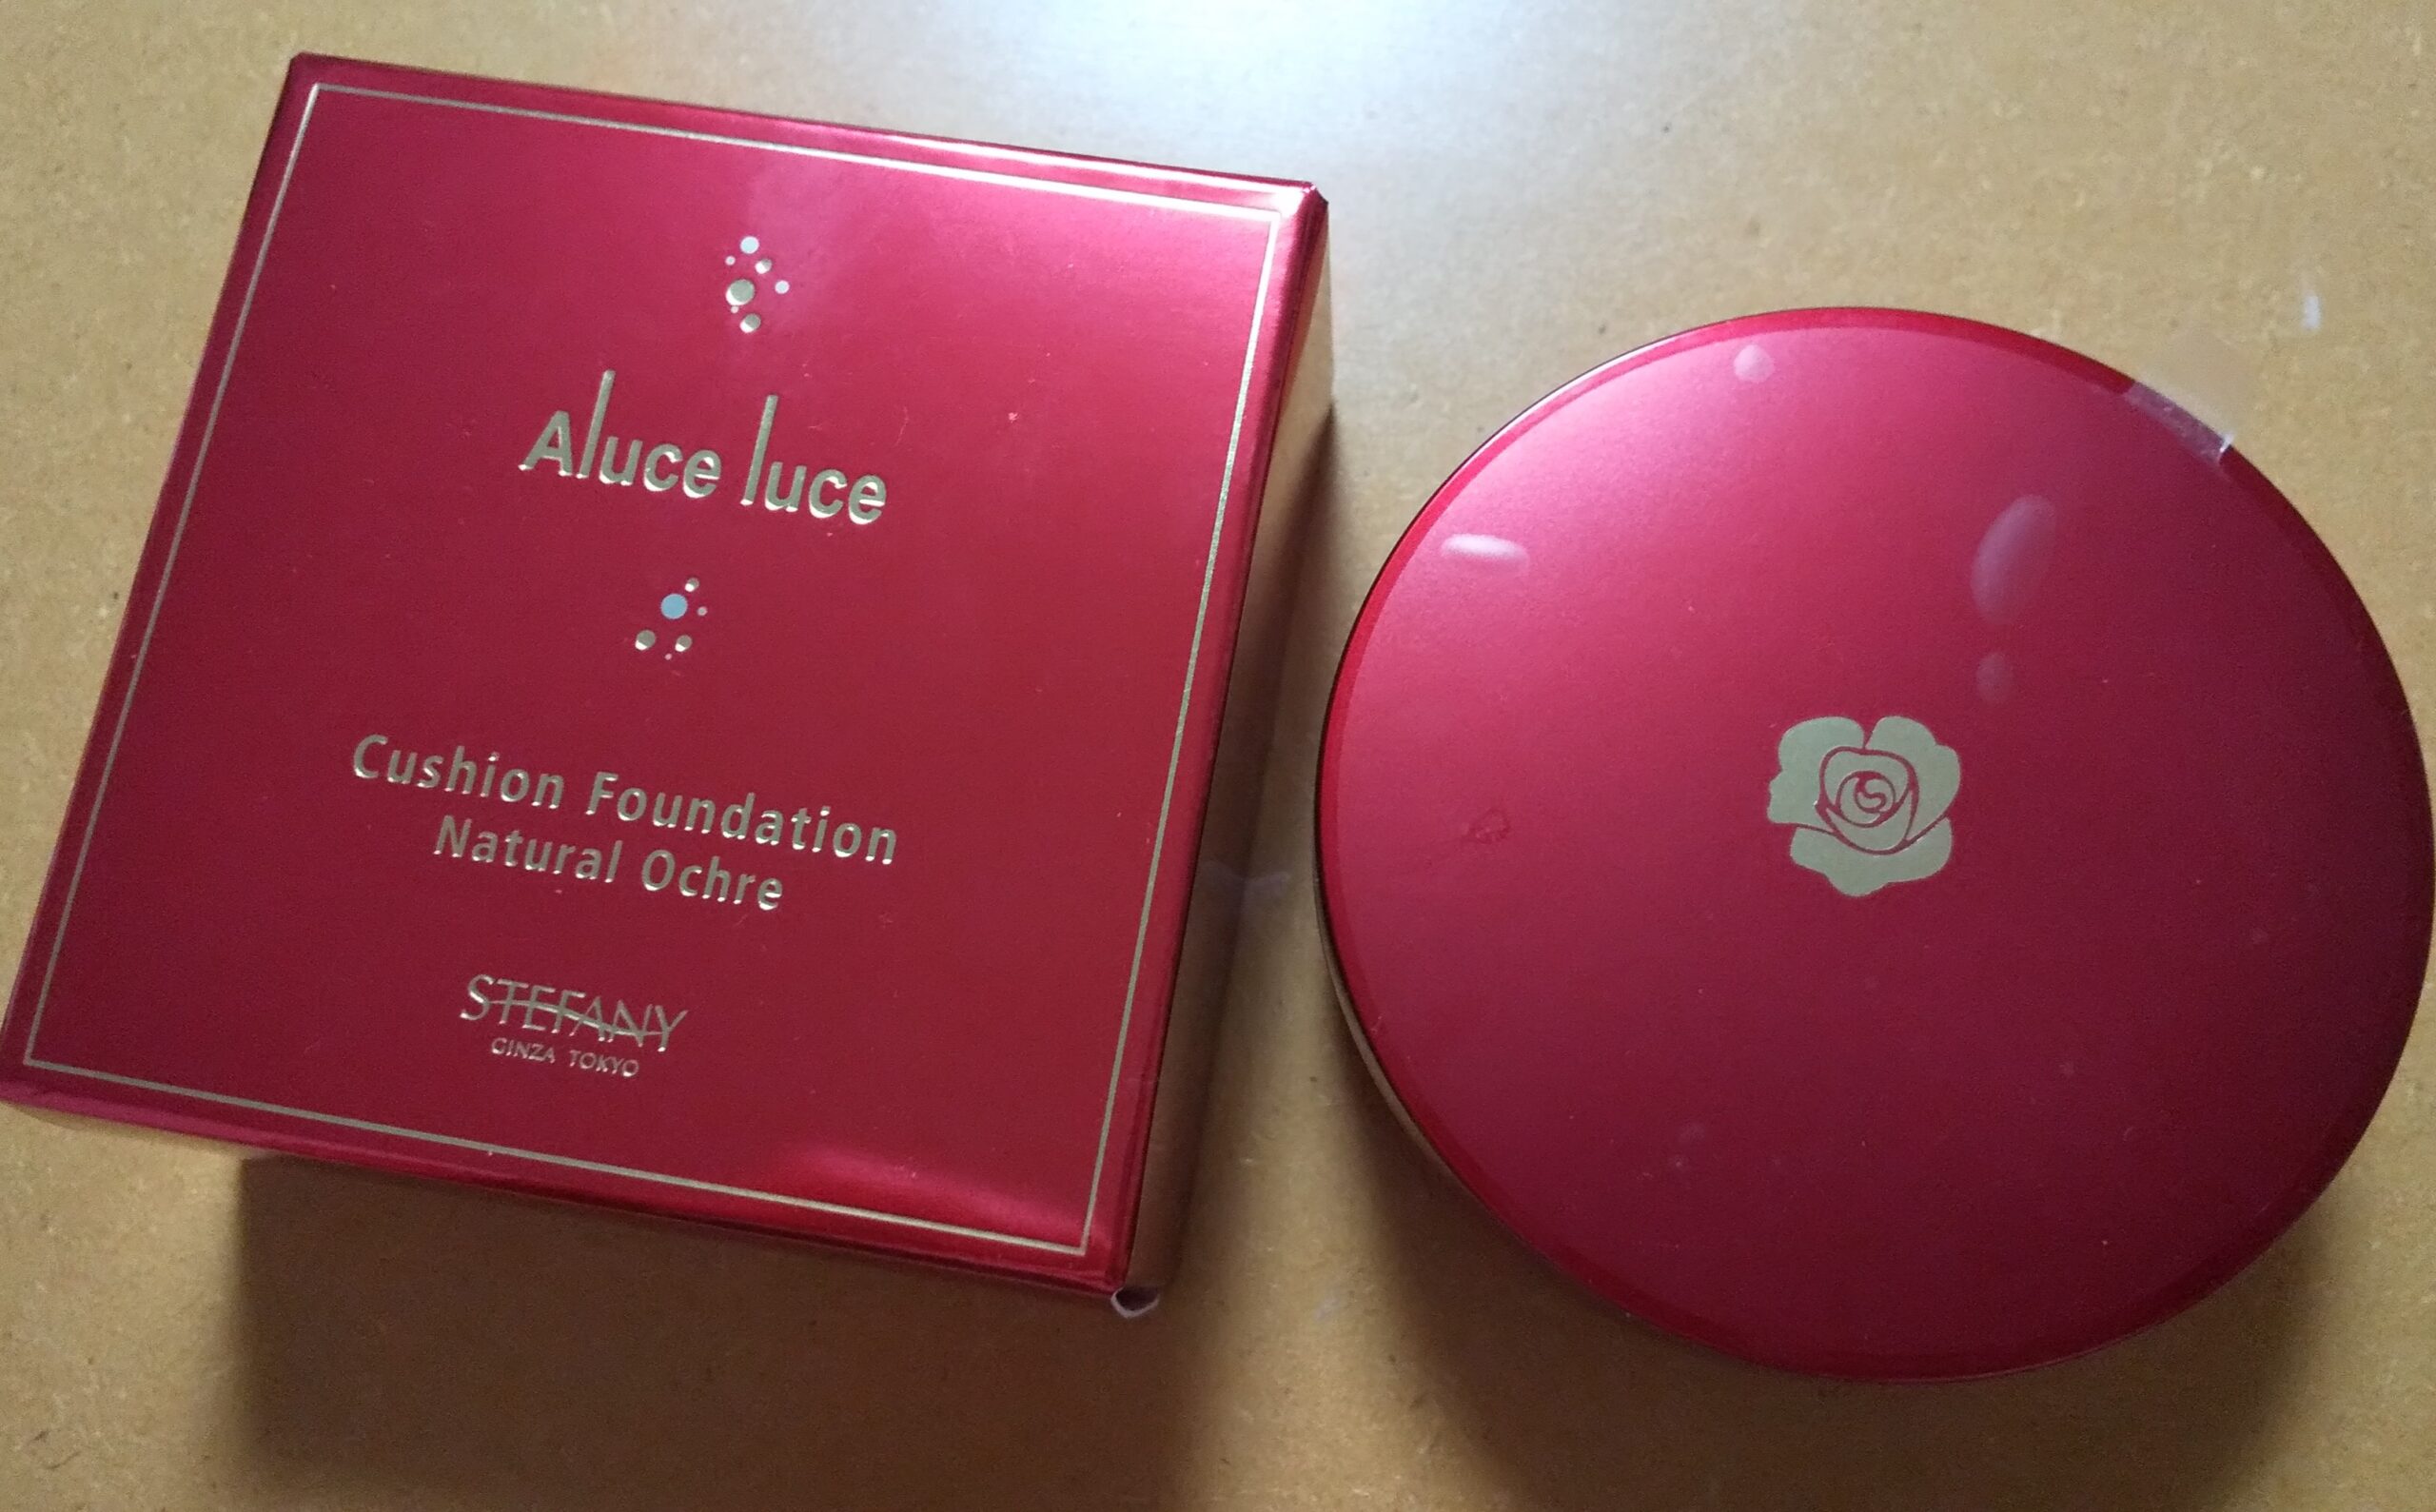 Aluce luce
Cushion Foundation
Natural Ochre
STEFANY
GINZA TOKYO